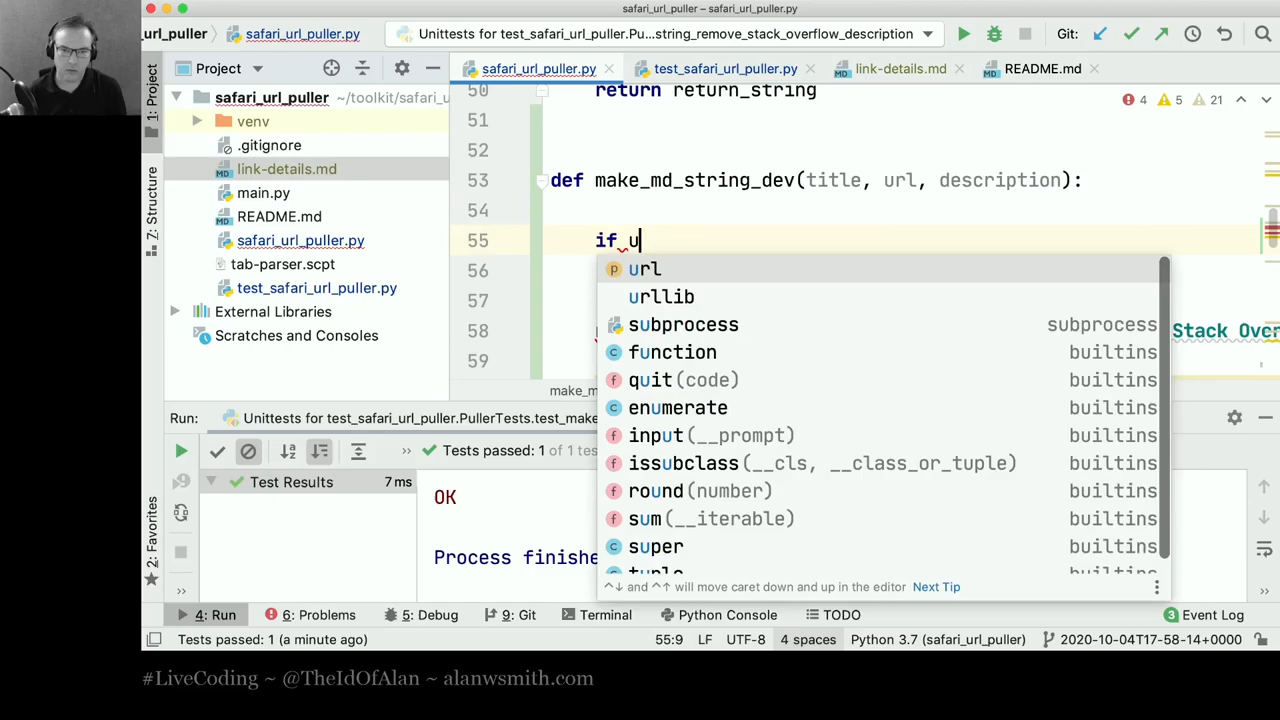 safari_url_puller – safari_url_puller.py
_url_puller
safari_url_puller.py
Unittests for test_safari_url_puller.Pu...string_remove_stack_overflow_description
Git:
1: Project
Project
safari_url_puller.py
test_safari_url_puller.py
link-details.md
README.md
safari_url_puller ~/toolkit/safari_u
venv
.gitignore
link-details.md
main.py
README.md
safari_url_puller.py
tab-parser.scpt
test_safari_url_puller.py
External Libraries
Scratches and Consoles
7: Structure
2: Favorites
4 5 21
50 return return_string
51
52
53 def make_md_string_dev(title, url, description):
54
55 if u
56
57
58 Stack Over
59
url
urllib
subprocess subprocess
function builtins
quit(code) builtins
enumerate builtins
input(__prompt) builtins
issubclass(__cls, __class_or_tuple) builtins
round(number) builtins
sum(__iterable) builtins
super builtins
tuple builtins
^↓ and ^↑ will move caret down and up in the editor Next Tip
make_m
Run: Unittests for test_safari_url_puller.PullerTests.test_make
Tests passed: 1 of 1 tes
Test Results 7 ms
OK
Process finishe
4: Run
6: Problems
5: Debug
9: Git
Terminal
Python Console
TODO
3 Event Log
Tests passed: 1 (a minute ago)
55:9 LF UTF-8 4 spaces Python 3.7 (safari_url_puller) 2020-10-04T17-58-14+0000
#LiveCoding ~ @TheIdOfAlan ~ alanwsmith.com